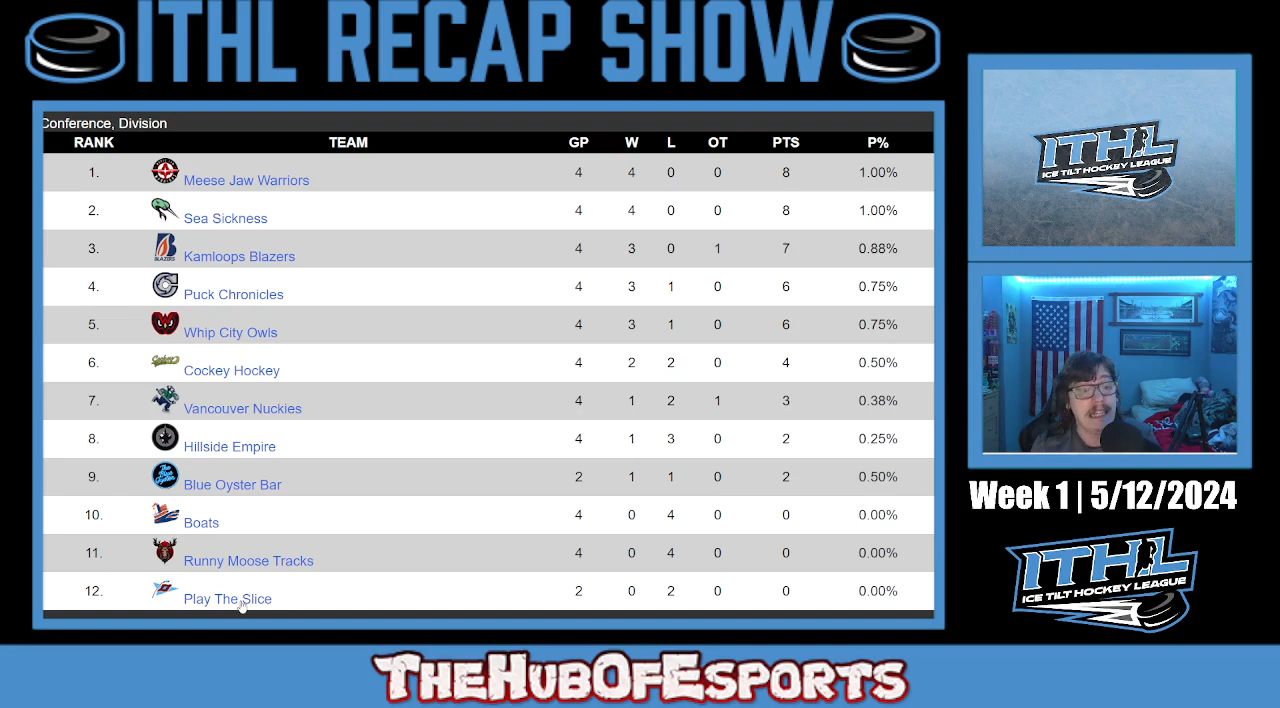 ITHL RECAP SHOW
Conference, Division
RANK TEAM GP W L OT PTS P%
1. Meese Jaw Warriors 4 4 0 0 8 1.00%
2. Sea Sickness 4 4 0 0 8 1.00%
3. BLAZERS Kamloops Blazers 4 3 0 1 7 0.88%
4. Puck Chronicles 4 3 1 0 6 0.75%
5. Whip City Owls 4 3 1 0 6 0.75%
6. Cockey Hockey 4 2 2 0 4 0.50%
7. Vancouver Nuckies 4 1 2 1 3 0.38%
8. Hillside Empire 4 1 3 0 2 0.25%
9. The Blue Oyster Blue Oyster Bar 2 1 1 0 2 0.50%
10. Boats 4 0 4 0 0 0.00%
11. Runny Moose Tracks 4 0 4 0 0 0.00%
12. Play The Slice 2 0 2 0 0 0.00%
ITHL
ICE TILT HOCKEY LEAGUE
Week 1 | 5/12/2024
ITHL
ICE TILT HOCKEY LEAGUE
THEHUBOFESPORTS